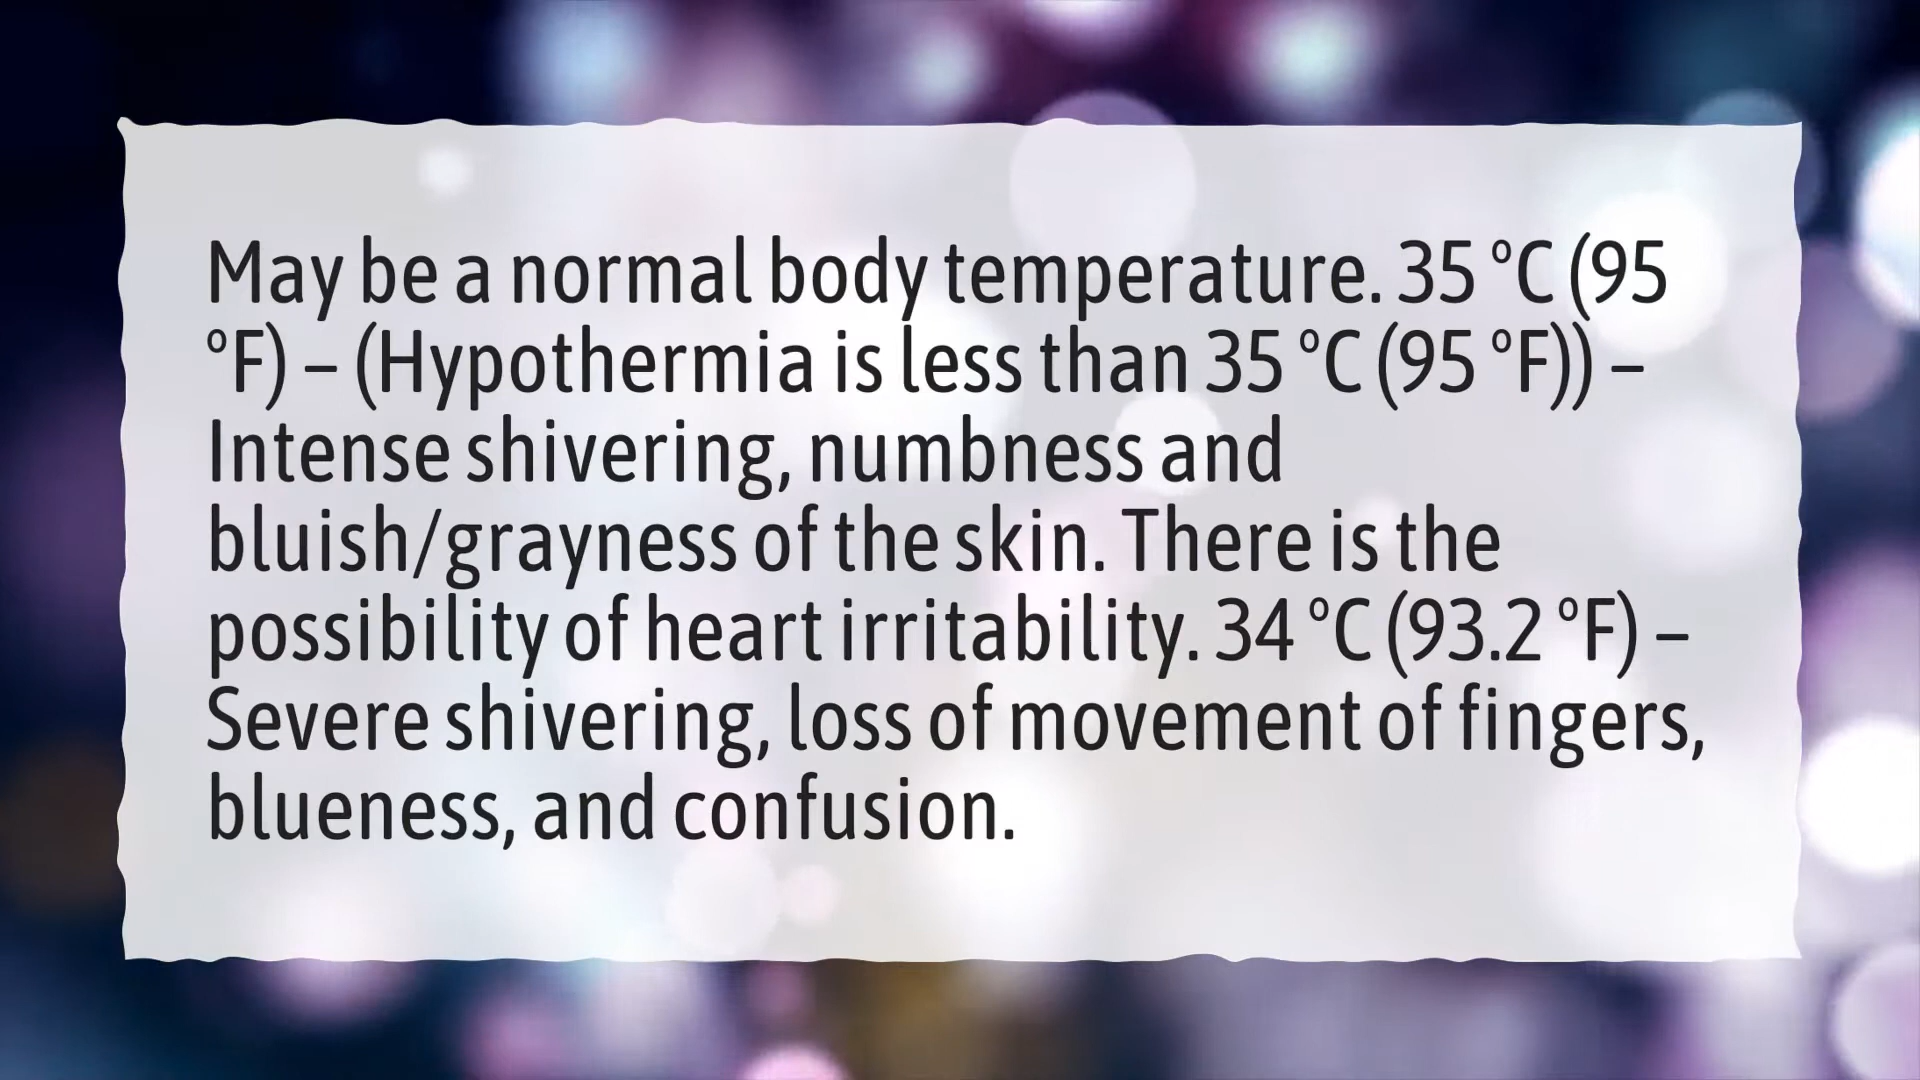 May be a normal body temperature. 35 °C (95
°F) – (Hypothermia is less than 35 °C (95 °F)) –
Intense shivering, numbness and
bluish/grayness of the skin. There is the
possibility of heart irritability. 34 °C (93.2 °F) –
Severe shivering, loss of movement of fingers,
blueness, and confusion.